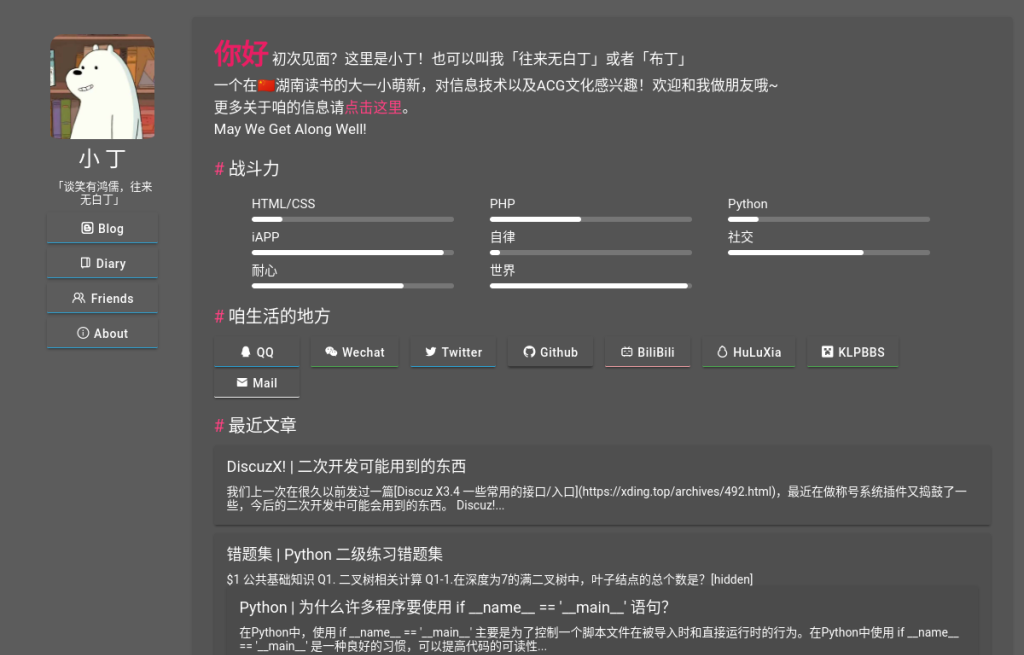 小丁
「谈笑有鸿儒，往来
无白丁」
Blog
Diary
Friends
About
你好 初次见面？这里是小丁！也可以叫我「往来无白丁」或者「布丁」
一个在🇨🇳湖南读书的大一小萌新，对信息技术以及ACG文化感兴趣！欢迎和我做朋友哦~
更多关于咱的信息请点击这里。
May We Get Along Well!
# 战斗力
HTML/CSS
PHP
Python
iAPP
自律
社交
耐心
世界
# 咱生活的地方
QQ
Wechat
Twitter
Github
BiliBili
HuLuXia
KLPBBS
Mail
# 最近文章
DiscuzX! | 二次开发可能用到的东西
我们上一次在很久以前发过一篇[Discuz X3.4 一些常用的接口/入口](https://xding.top/archives/492.html)，最近在做称号系统插件又捣鼓了一
些，今后的二次开发中可能会用到的东西。 Discuz!...
错题集 | Python 二级练习错题集
$1 公共基础知识 Q1. 二叉树相关计算 Q1-1.在深度为7的满二叉树中，叶子结点的总个数是？[hidden]
Python | 为什么许多程序要使用 if __name__ == '__main__' 语句？
在Python中，使用 if __name__ == '__main__' 主要是为了控制一个脚本文件在被导入时和直接运行时的行为。在Python中使用 if __name__
== '__main__' 是一种良好的习惯，可以提高代码的可读性...